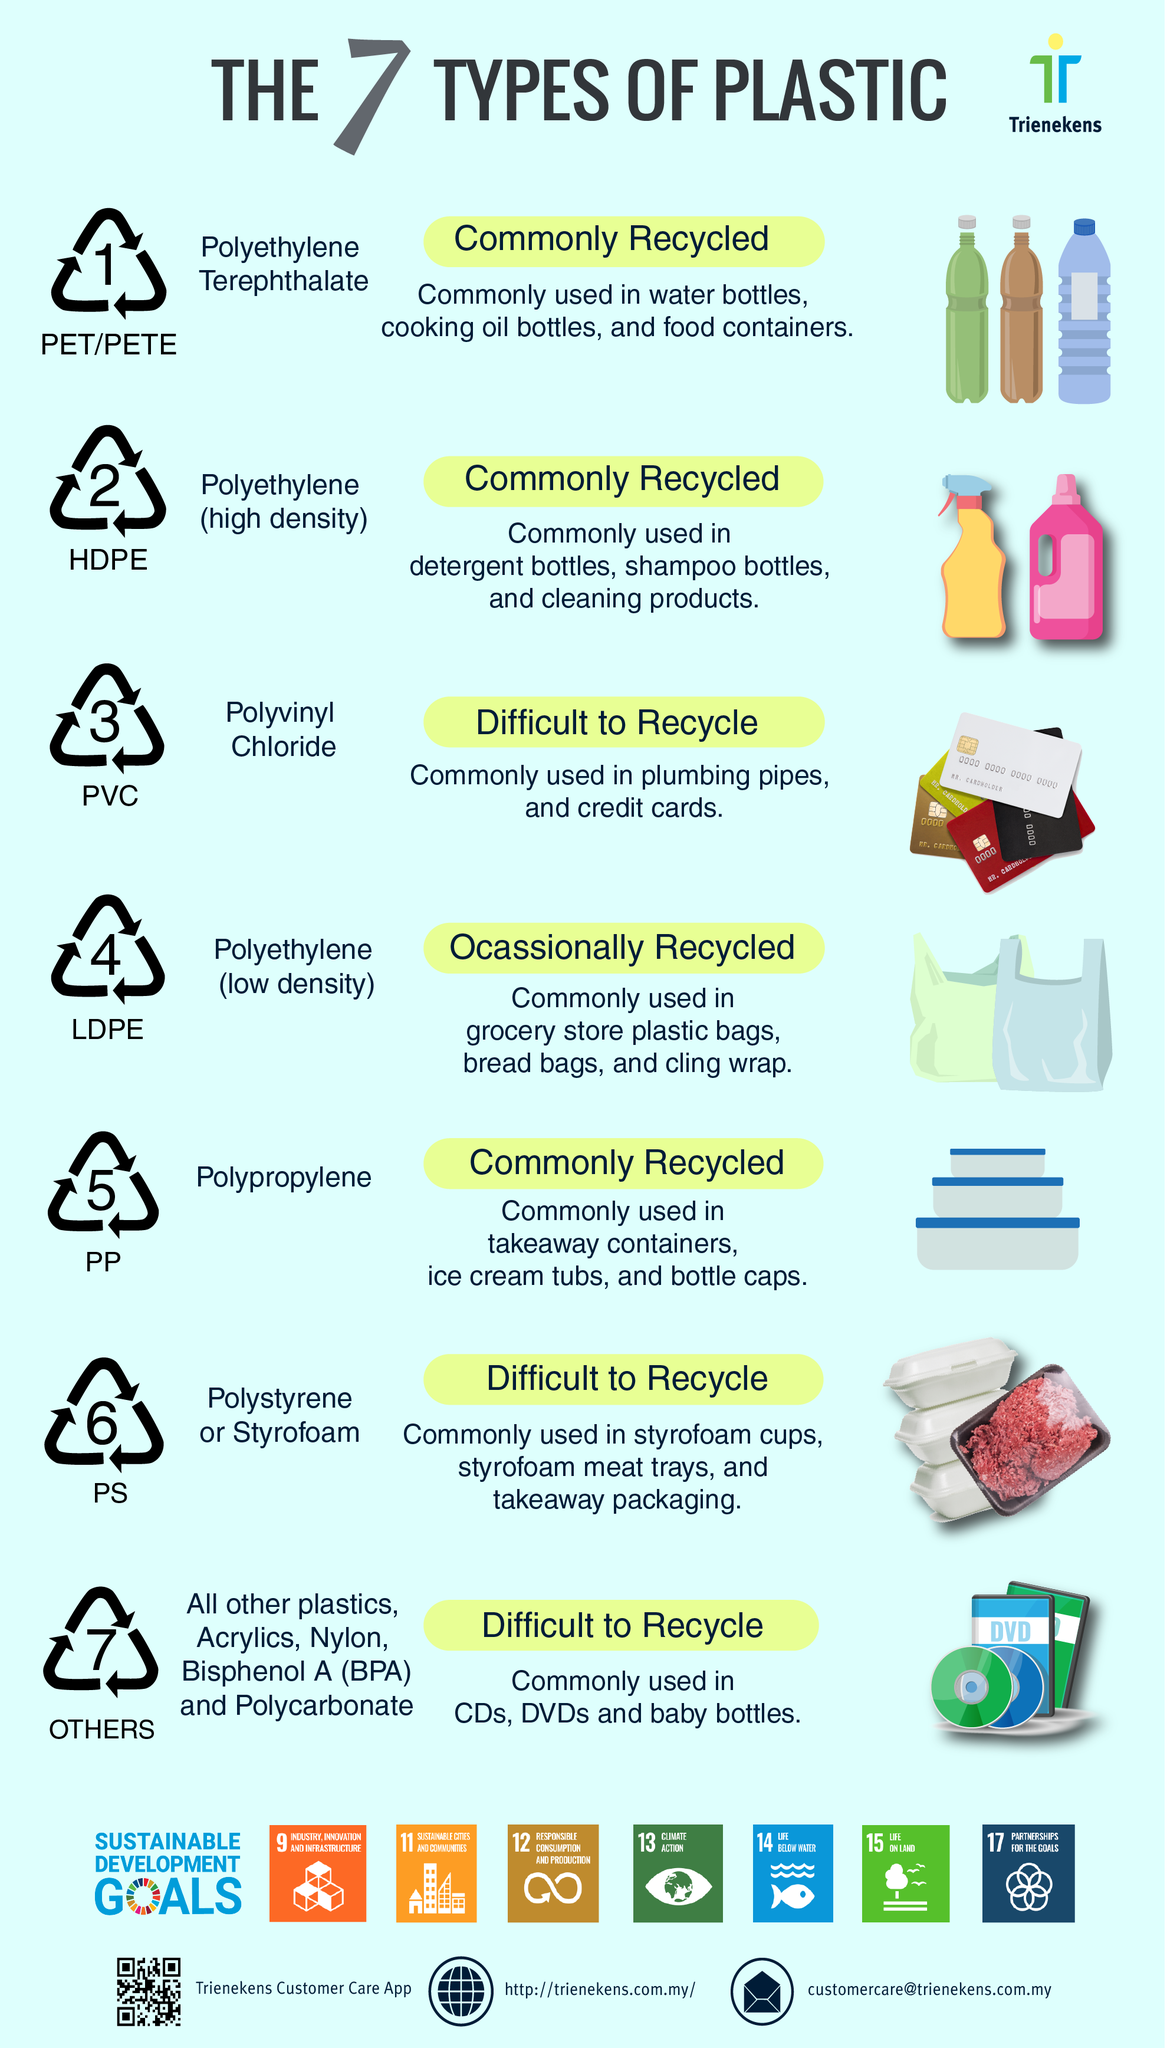 THE 7 TYPES OF PLASTIC
Trienekens
1
PET/PETE
Polyethylene
Terephthalate
Commonly Recycled
Commonly used in water bottles,
cooking oil bottles, and food containers.
2
HDPE
Polyethylene
(high density)
Commonly Recycled
Commonly used in
detergent bottles, shampoo bottles,
and cleaning products.
3
PVC
Polyvinyl
Chloride
Difficult to Recycle
Commonly used in plumbing pipes,
and credit cards.
0000 0000 0000 0000
MR. CARDHOLDER
0000
MR. CARDHOLDER
4
LDPE
Polyethylene
(low density)
Ocassionally Recycled
Commonly used in
grocery store plastic bags,
bread bags, and cling wrap.
5
PP
Polypropylene
Commonly Recycled
Commonly used in
takeaway containers,
ice cream tubs, and bottle caps.
6
PS
Polystyrene
or Styrofoam
Difficult to Recycle
Commonly used in styrofoam cups,
styrofoam meat trays, and
takeaway packaging.
7
OTHERS
All other plastics,
Acrylics, Nylon,
Bisphenol A (BPA)
and Polycarbonate
Difficult to Recycle
Commonly used in
CDs, DVDs and baby bottles.
DVD
SUSTAINABLE
DEVELOPMENT
GOALS
9 INDUSTRY, INNOVATION
AND INFRASTRUCTURE
11 SUSTAINABLE CITIES
AND COMMUNITIES
12 RESPONSIBLE
CONSUMPTION
AND PRODUCTION
13 CLIMATE
ACTION
14 LIFE
BELOW WATER
15 LIFE
ON LAND
17 PARTNERSHIPS
FOR THE GOALS
Trienekens Customer Care App
http://trienekens.com.my/
customercare@trienekens.com.my